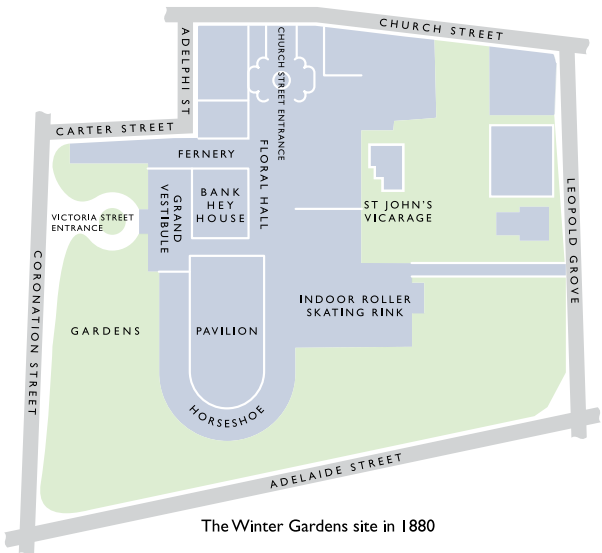 CHURCH STREET
ADELPHI ST
CHURCH STREET ENTRANCE
CARTER STREET
FERNERY
FLORAL HALL
GRAND
VESTIBULE
BANK
HEY
HOUSE
ST JOHN'S
VICARAGE
LEOPOLD GROVE
VICTORIA STREET
ENTRANCE
CORONATION STREET
GARDENS
PAVILION
INDOOR ROLLER
SKATING RINK
HORSESHOE
ADELAIDE STREET
The Winter Gardens site in 1880